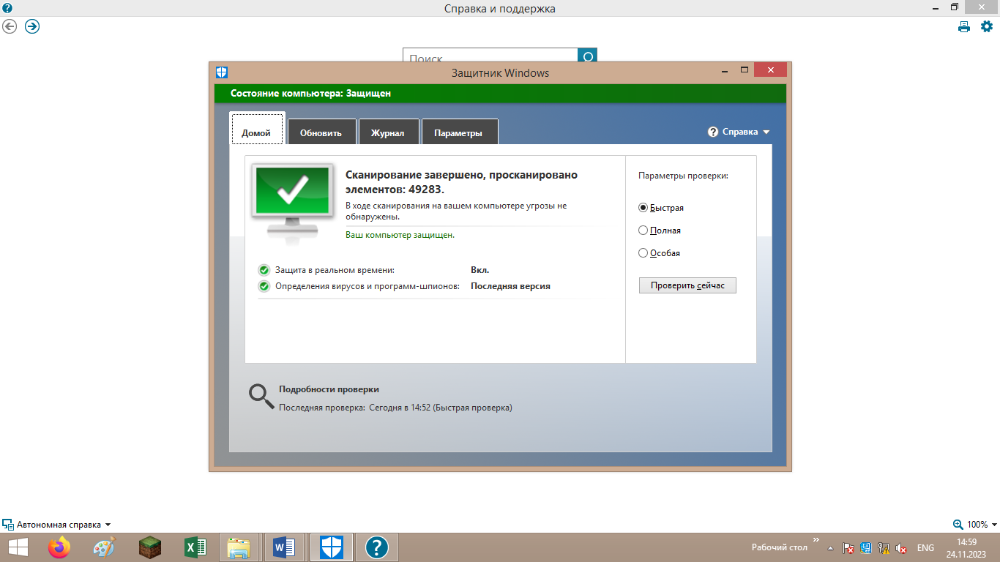 Справка и поддержка
Поиск
Защитник Windows
Состояние компьютера: Защищен
Домой
Обновить
Журнал
Параметры
Справка
Сканирование завершено, просканировано
элементов: 49283.
В ходе сканирования на вашем компьютере угрозы не
обнаружены.
Ваш компьютер защищен.
Защита в реальном времени: Вкл.
Определения вирусов и программ-шпионов: Последняя версия
Параметры проверки:
Быстрая
Полная
Особая
Проверить сейчас
Подробности проверки
Последняя проверка: Сегодня в 14:52 (Быстрая проверка)
Автономная справка
100%
Рабочий стол
ENG
14:59
24.11.2023